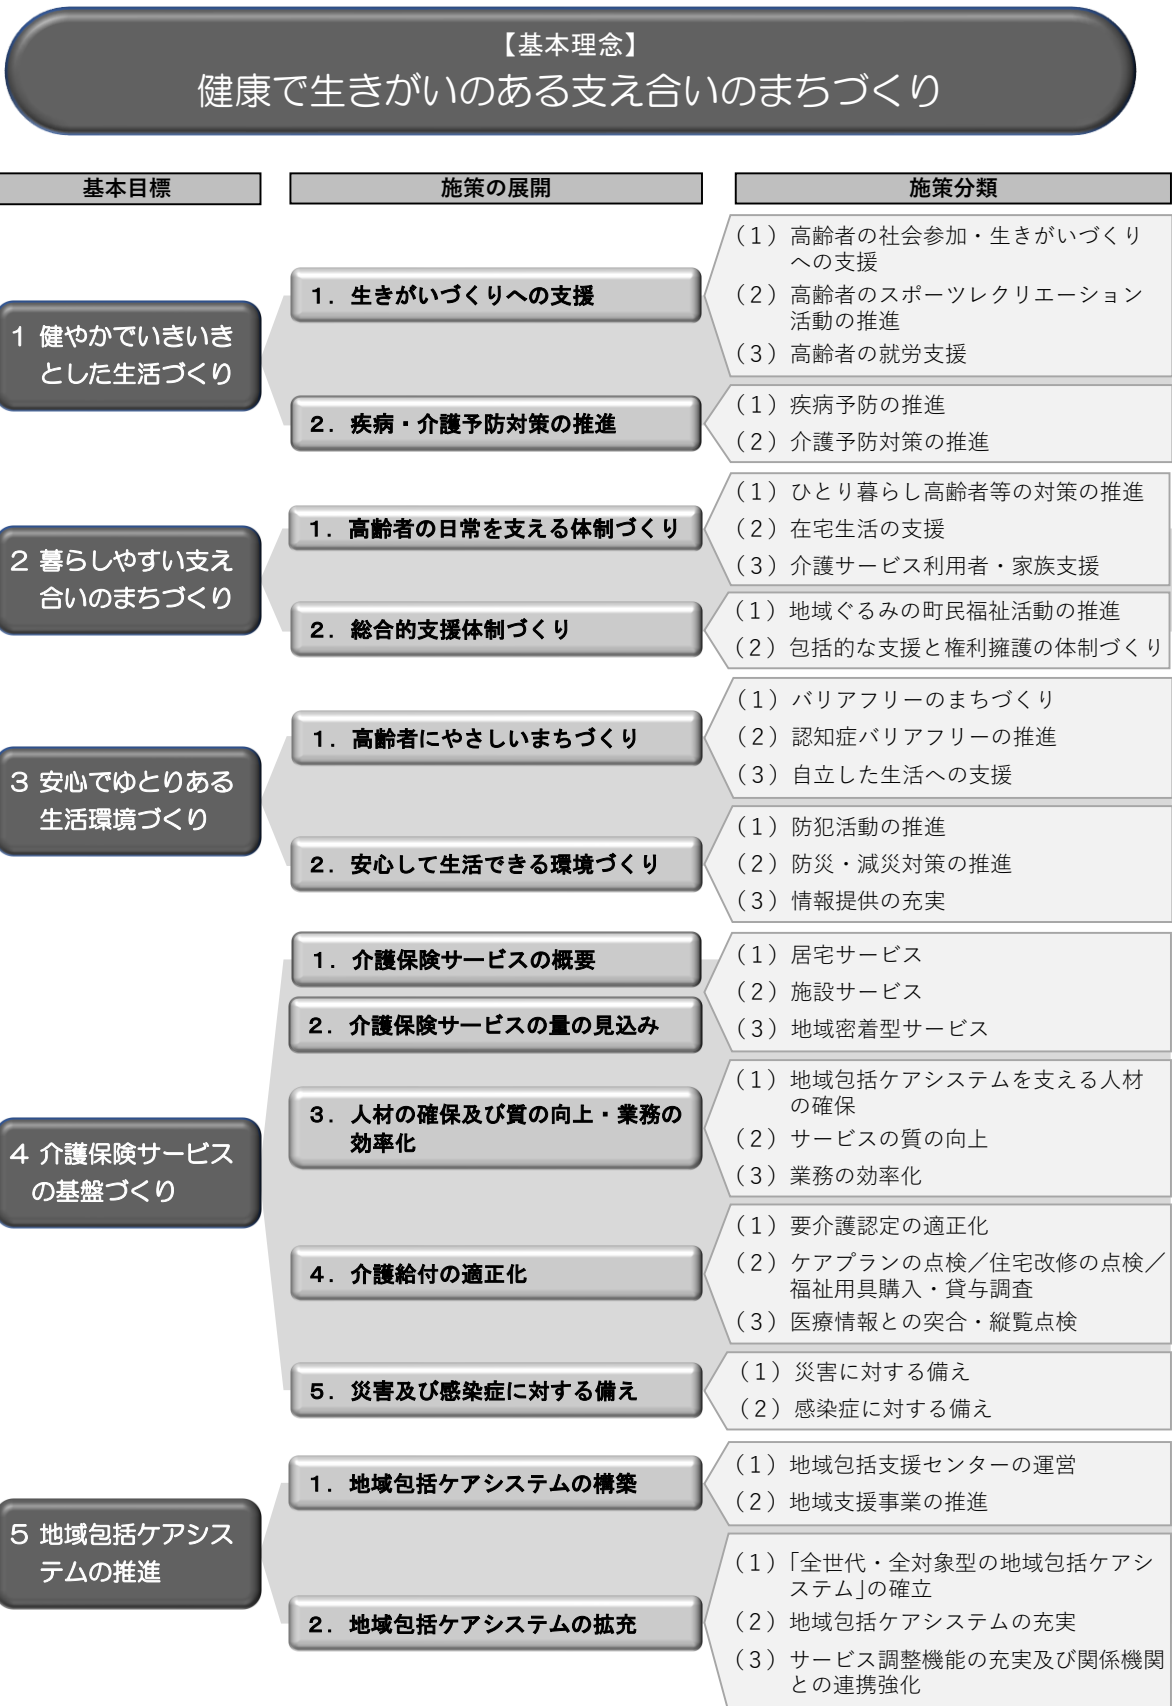 【基本理念】
健康で生きがいのある支え合いのまちづくり
基本目標
施策の展開
施策分類
1 健やかでいきいき
とした生活づくり
1．生きがいづくりへの支援
（1）高齢者の社会参加・生きがいづくり
への支援
（2）高齢者のスポーツレクリエーション
活動の推進
（3）高齢者の就労支援
2．疾病・介護予防対策の推進
（1）疾病予防の推進
（2）介護予防対策の推進
2 暮らしやすい支え
合いのまちづくり
1．高齢者の日常を支える体制づくり
（1）ひとり暮らし高齢者等の対策の推進
（2）在宅生活の支援
（3）介護サービス利用者・家族支援
2．総合的支援体制づくり
（1）地域ぐるみの町民福祉活動の推進
（2）包括的な支援と権利擁護の体制づくり
3 安心でゆとりある
生活環境づくり
1．高齢者にやさしいまちづくり
（1）バリアフリーのまちづくり
（2）認知症バリアフリーの推進
（3）自立した生活への支援
2．安心して生活できる環境づくり
（1）防犯活動の推進
（2）防災・減災対策の推進
（3）情報提供の充実
4 介護保険サービス
の基盤づくり
1．介護保険サービスの概要
2．介護保険サービスの量の見込み
（1）居宅サービス
（2）施設サービス
（3）地域密着型サービス
3．人材の確保及び質の向上・業務の
効率化
（1）地域包括ケアシステムを支える人材
の確保
（2）サービスの質の向上
（3）業務の効率化
4．介護給付の適正化
（1）要介護認定の適正化
（2）ケアプランの点検／住宅改修の点検／
福祉用具購入・貸与調査
（3）医療情報との突合・縦覧点検
5．災害及び感染症に対する備え
（1）災害に対する備え
（2）感染症に対する備え
5 地域包括ケアシス
テムの推進
1．地域包括ケアシステムの構築
（1）地域包括支援センターの運営
（2）地域支援事業の推進
2．地域包括ケアシステムの拡充
（1）「全世代・全対象型の地域包括ケアシ
ステム」の確立
（2）地域包括ケアシステムの充実
（3）サービス調整機能の充実及び関係機関
との連携強化